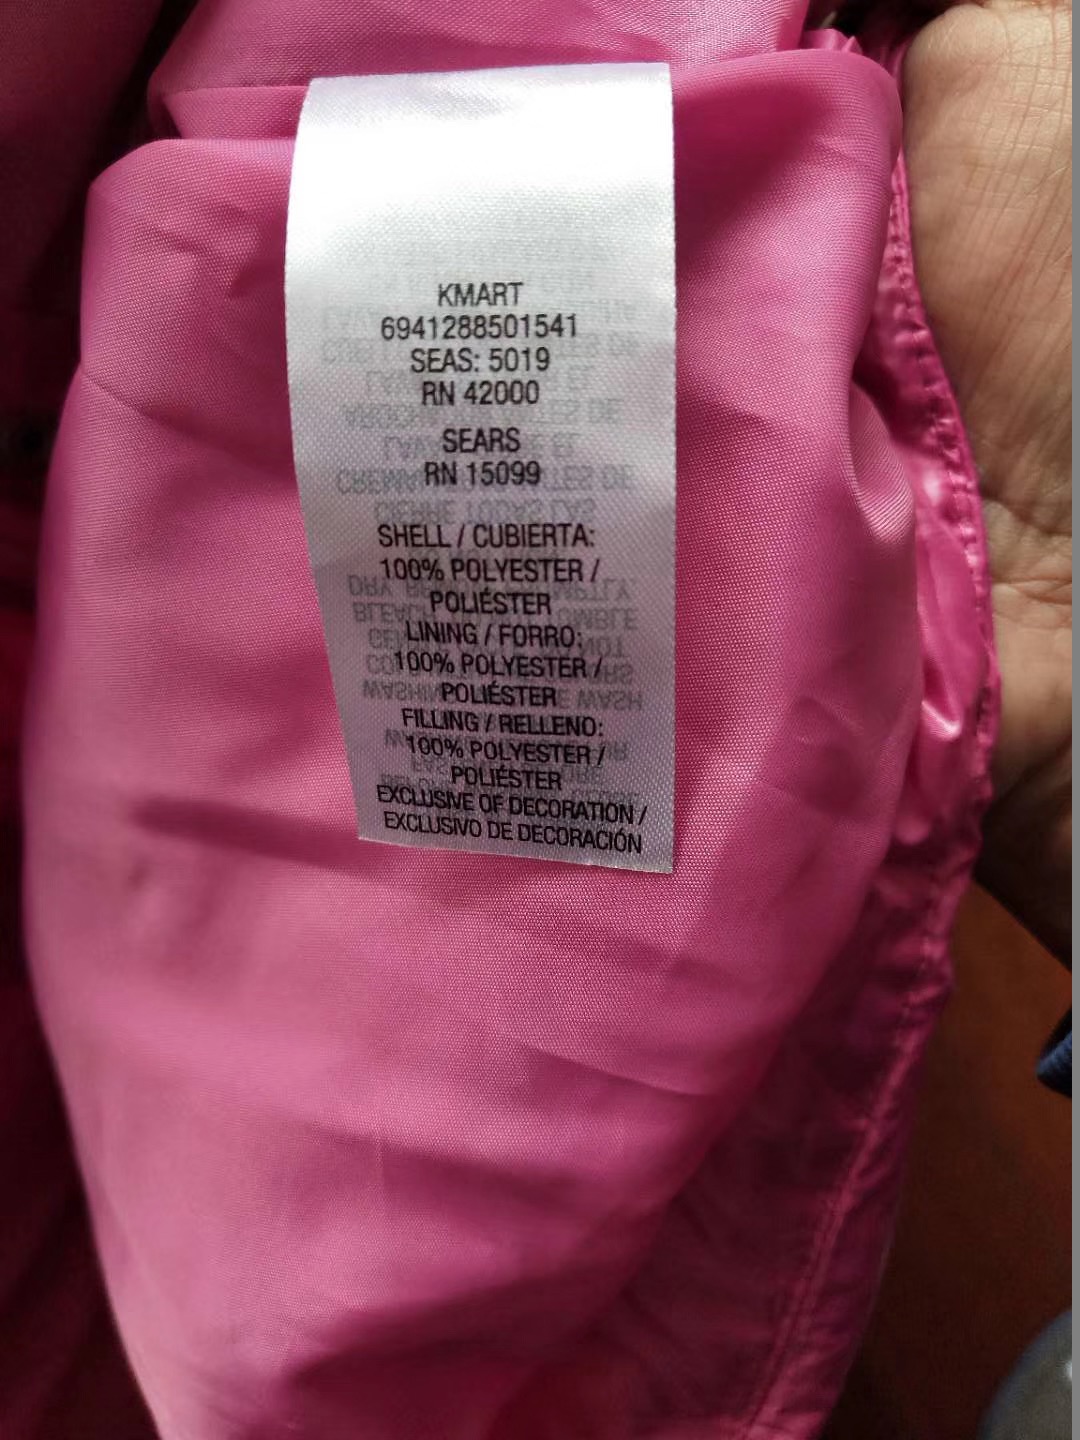 KMART
6941288501541
SEAS: 5019
RN 42000
SEARS
RN 15099
SHELL / CUBIERTA:
100% POLYESTER /
POLIÉSTER
LINING / FORRO:
100% POLYESTER /
POLIÉSTER
FILLING / RELLENO:
100% POLYESTER /
POLIÉSTER
EXCLUSIVE OF DECORATION /
EXCLUSIVO DE DECORACIÓN